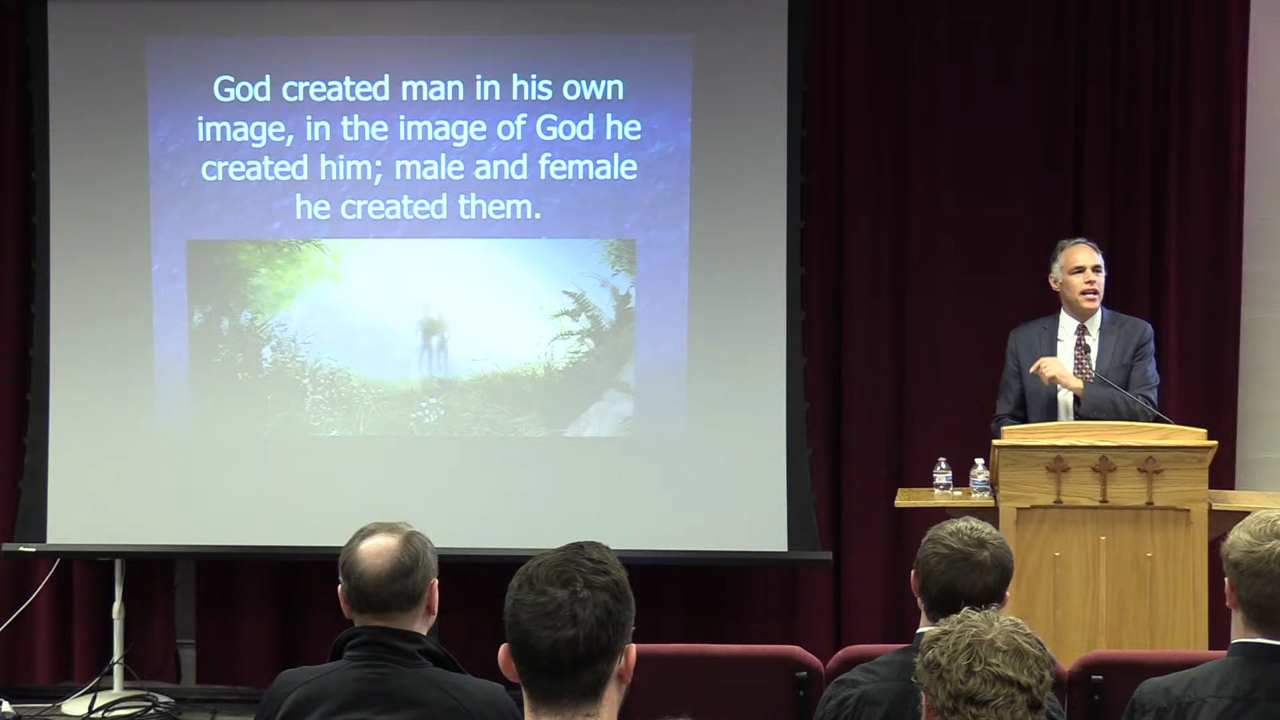 God created man in his own
image, in the image of God he
created him; male and female
he created them.